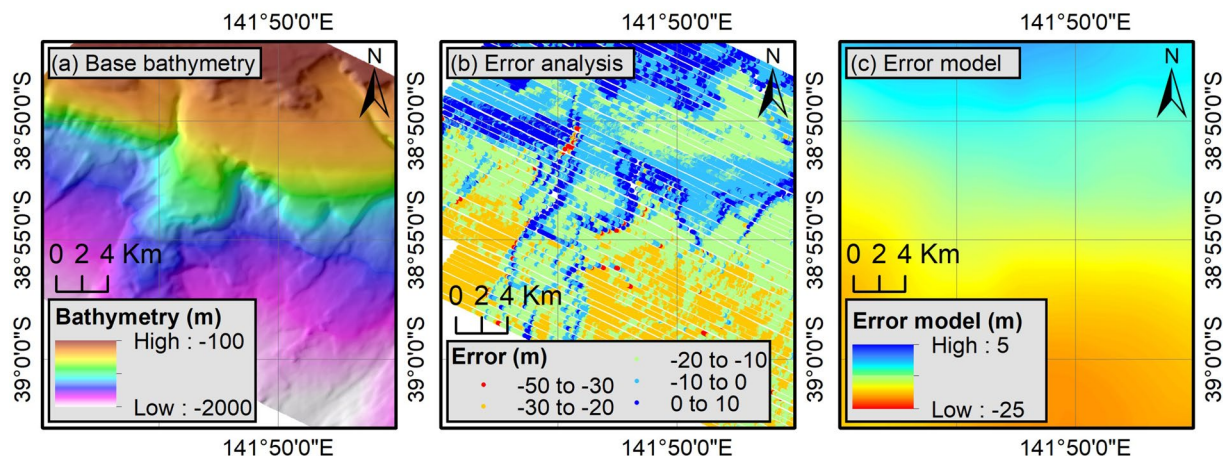 141°50'0"E
141°50'0"E
141°50'0"E
(a) Base bathymetry
N
38°50'0"S
38°55'0"S
39°0'0"S
0 2 4 Km
Bathymetry (m)
High : -100
Low : -2000
141°50'0"E
(b) Error analysis
N
38°50'0"S
38°55'0"S
39°0'0"S
0 2 4 Km
Error (m)
-50 to -30
-30 to -20
-20 to -10
-10 to 0
0 to 10
141°50'0"E
(c) Error model
N
38°50'0"S
38°55'0"S
39°0'0"S
0 2 4 Km
Error model (m)
High : 5
Low : -25
141°50'0"E
38°50'0"S
38°55'0"S
39°0'0"S